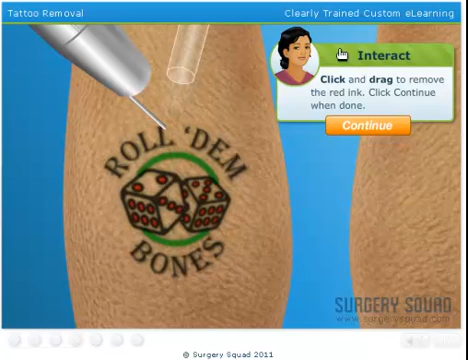 Tattoo Removal
Clearly Trained Custom eLearning
Interact
Click and drag to remove
the red ink. Click Continue
when done.
Continue
ROLL 'DEM
BONES
SURGERY SQUAD
www.surgerysquad.com
© Surgery Squad 2011